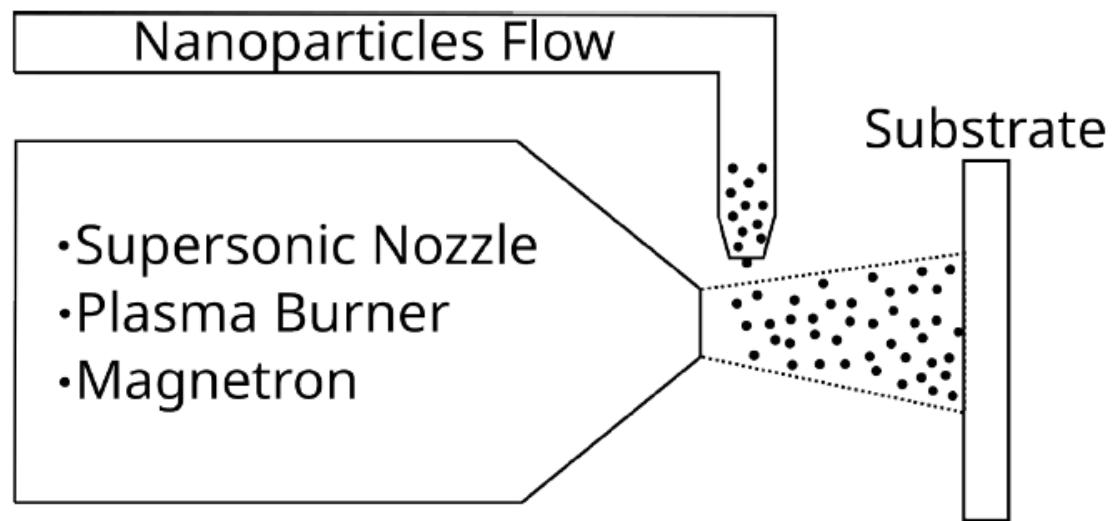 Nanoparticles Flow
Substrate
•Supersonic Nozzle
•Plasma Burner
•Magnetron